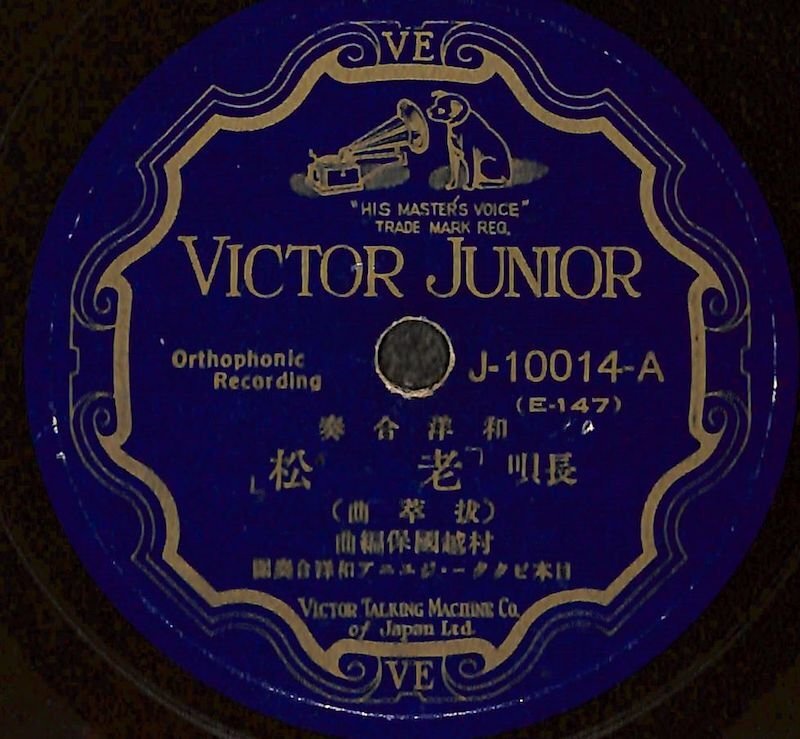 VE
"HIS MASTER'S VOICE"
TRADE MARK REG.
VICTOR JUNIOR
Orthophonic
Recording
J-10014-A
(E-147)
和洋合奏
長唄「老松」
(抜萃曲)
村越國保編曲
日本ビクター・ジュニア和洋合奏團
VICTOR TALKING MACHINE CO.
of Japan Ltd.
VE